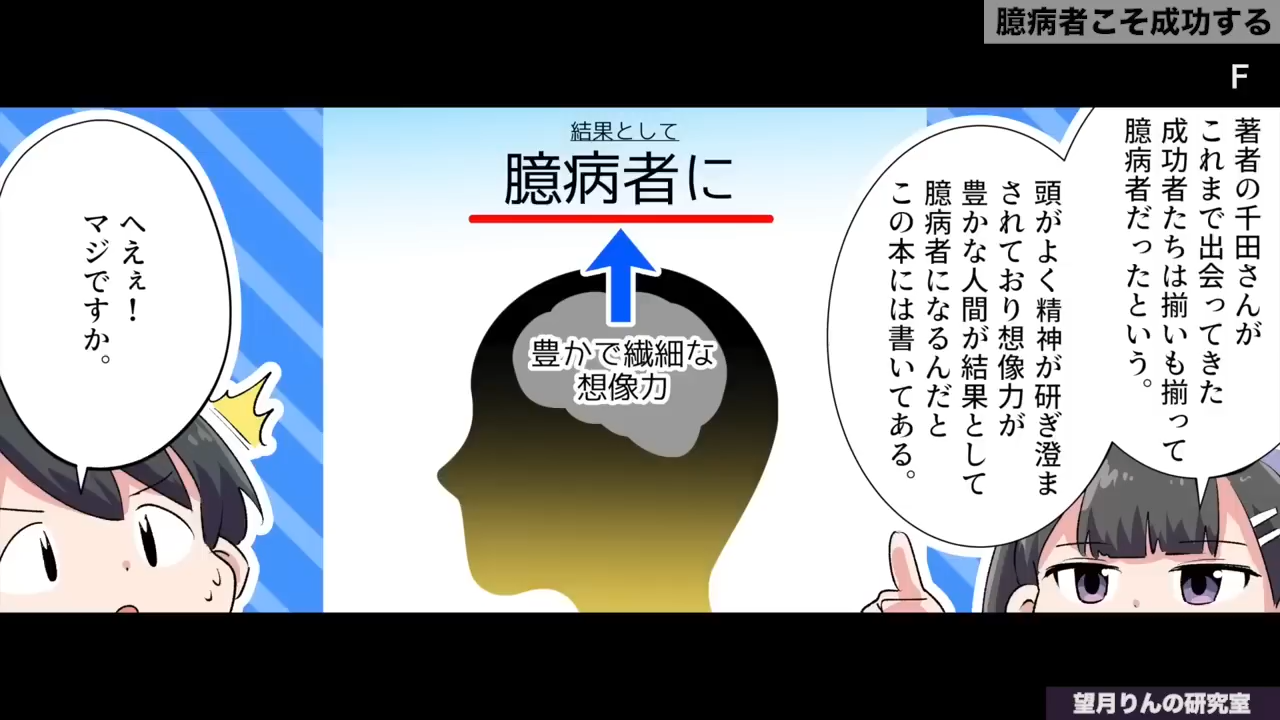 臆病者こそ成功する
F
著者の千田さんが
これまで出会ってきた
成功者たちは揃いも揃って
臆病者だったという。
頭がよく精神が研ぎ澄ま
されており想像力が
豊かな人間が結果として
臆病者になるんだと
この本には書いてある。
結果として
臆病者に
豊かで繊細な
想像力
へえぇ！
マジですか。
望月りんの研究室